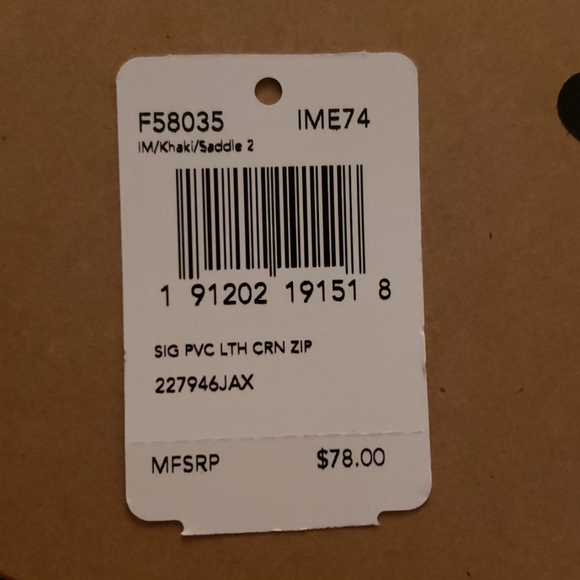 F58035 IME74
IM/Khaki/Saddle 2
1 91202 19151 8
SIG PVC LTH CRN ZIP
227946JAX
MFSRP $78.00